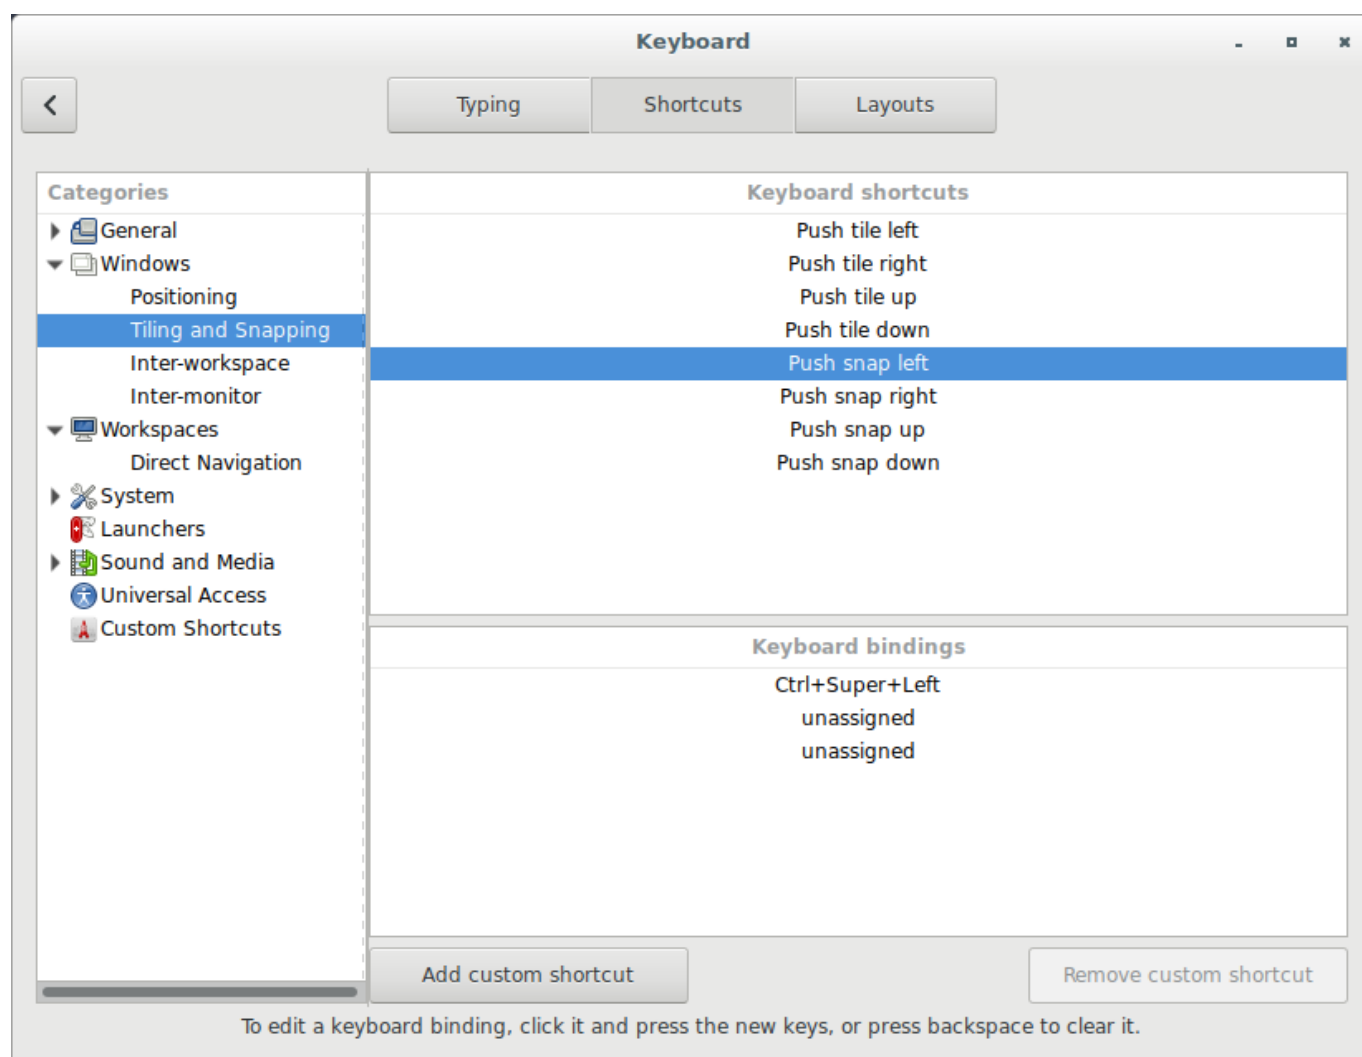 Keyboard
Typing
Shortcuts
Layouts
Categories
General
Windows
Positioning
Tiling and Snapping
Inter-workspace
Inter-monitor
Workspaces
Direct Navigation
System
Launchers
Sound and Media
Universal Access
Custom Shortcuts
Keyboard shortcuts
Push tile left
Push tile right
Push tile up
Push tile down
Push snap left
Push snap right
Push snap up
Push snap down
Keyboard bindings
Ctrl+Super+Left
unassigned
unassigned
Add custom shortcut
Remove custom shortcut
To edit a keyboard binding, click it and press the new keys, or press backspace to clear it.